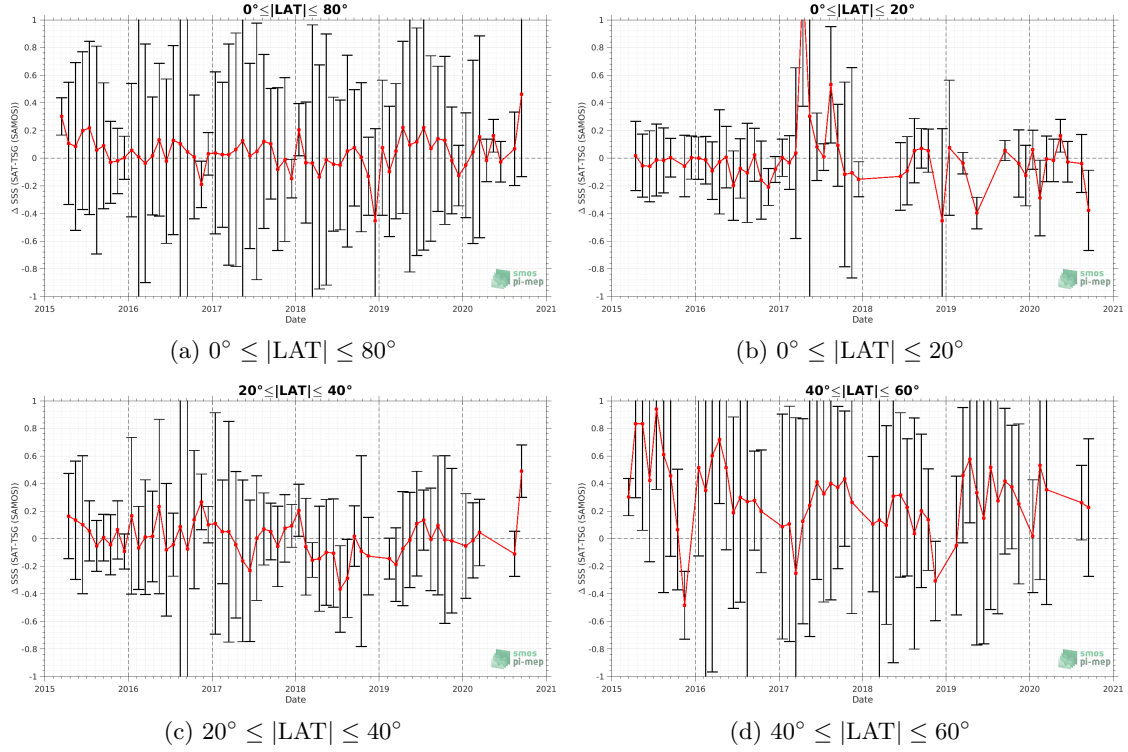 0°≤|LAT|≤ 80°
Δ SSS (SAT-TSG (SAMOS))
1
0.8
0.6
0.4
0.2
0
-0.2
-0.4
-0.6
-0.8
-1
smos
pi-mep
2015 2016 2017 2018 2019 2020 2021
Date
(a) 0° ≤ |LAT| ≤ 80°
0°≤|LAT|≤ 20°
Δ SSS (SAT-TSG (SAMOS))
1
0.8
0.6
0.4
0.2
0
-0.2
-0.4
-0.6
-0.8
-1
smos
pi-mep
2015 2016 2017 2018 2019 2020 2021
Date
(b) 0° ≤ |LAT| ≤ 20°
20°≤|LAT|≤ 40°
Δ SSS (SAT-TSG (SAMOS))
1
0.8
0.6
0.4
0.2
0
-0.2
-0.4
-0.6
-0.8
-1
smos
pi-mep
2015 2016 2017 2018 2019 2020 2021
Date
(c) 20° ≤ |LAT| ≤ 40°
40°≤|LAT|≤ 60°
Δ SSS (SAT-TSG (SAMOS))
1
0.8
0.6
0.4
0.2
0
-0.2
-0.4
-0.6
-0.8
-1
smos
pi-mep
2015 2016 2017 2018 2019 2020 2021
Date
(d) 40° ≤ |LAT| ≤ 60°